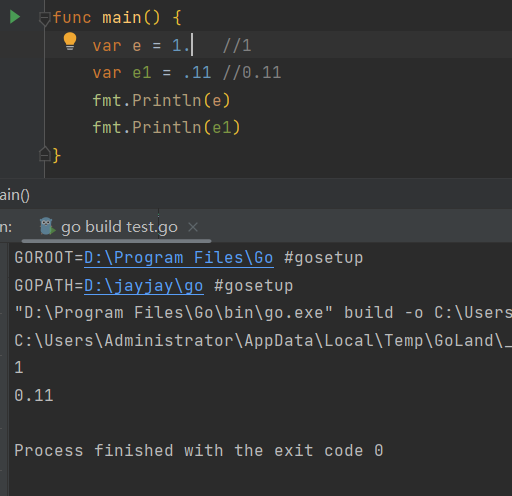 func main() {
var e = 1. //1
var e1 = .11 //0.11
fmt.Println(e)
fmt.Println(e1)
}
ain()
n: go build test.go
GOROOT=D:\Program Files\Go #gosetup
GOPATH=D:\jayjay\go #gosetup
"D:\Program Files\Go\bin\go.exe" build -o C:\Users
C:\Users\Administrator\AppData\Local\Temp\GoLand\_
1
0.11
Process finished with the exit code 0